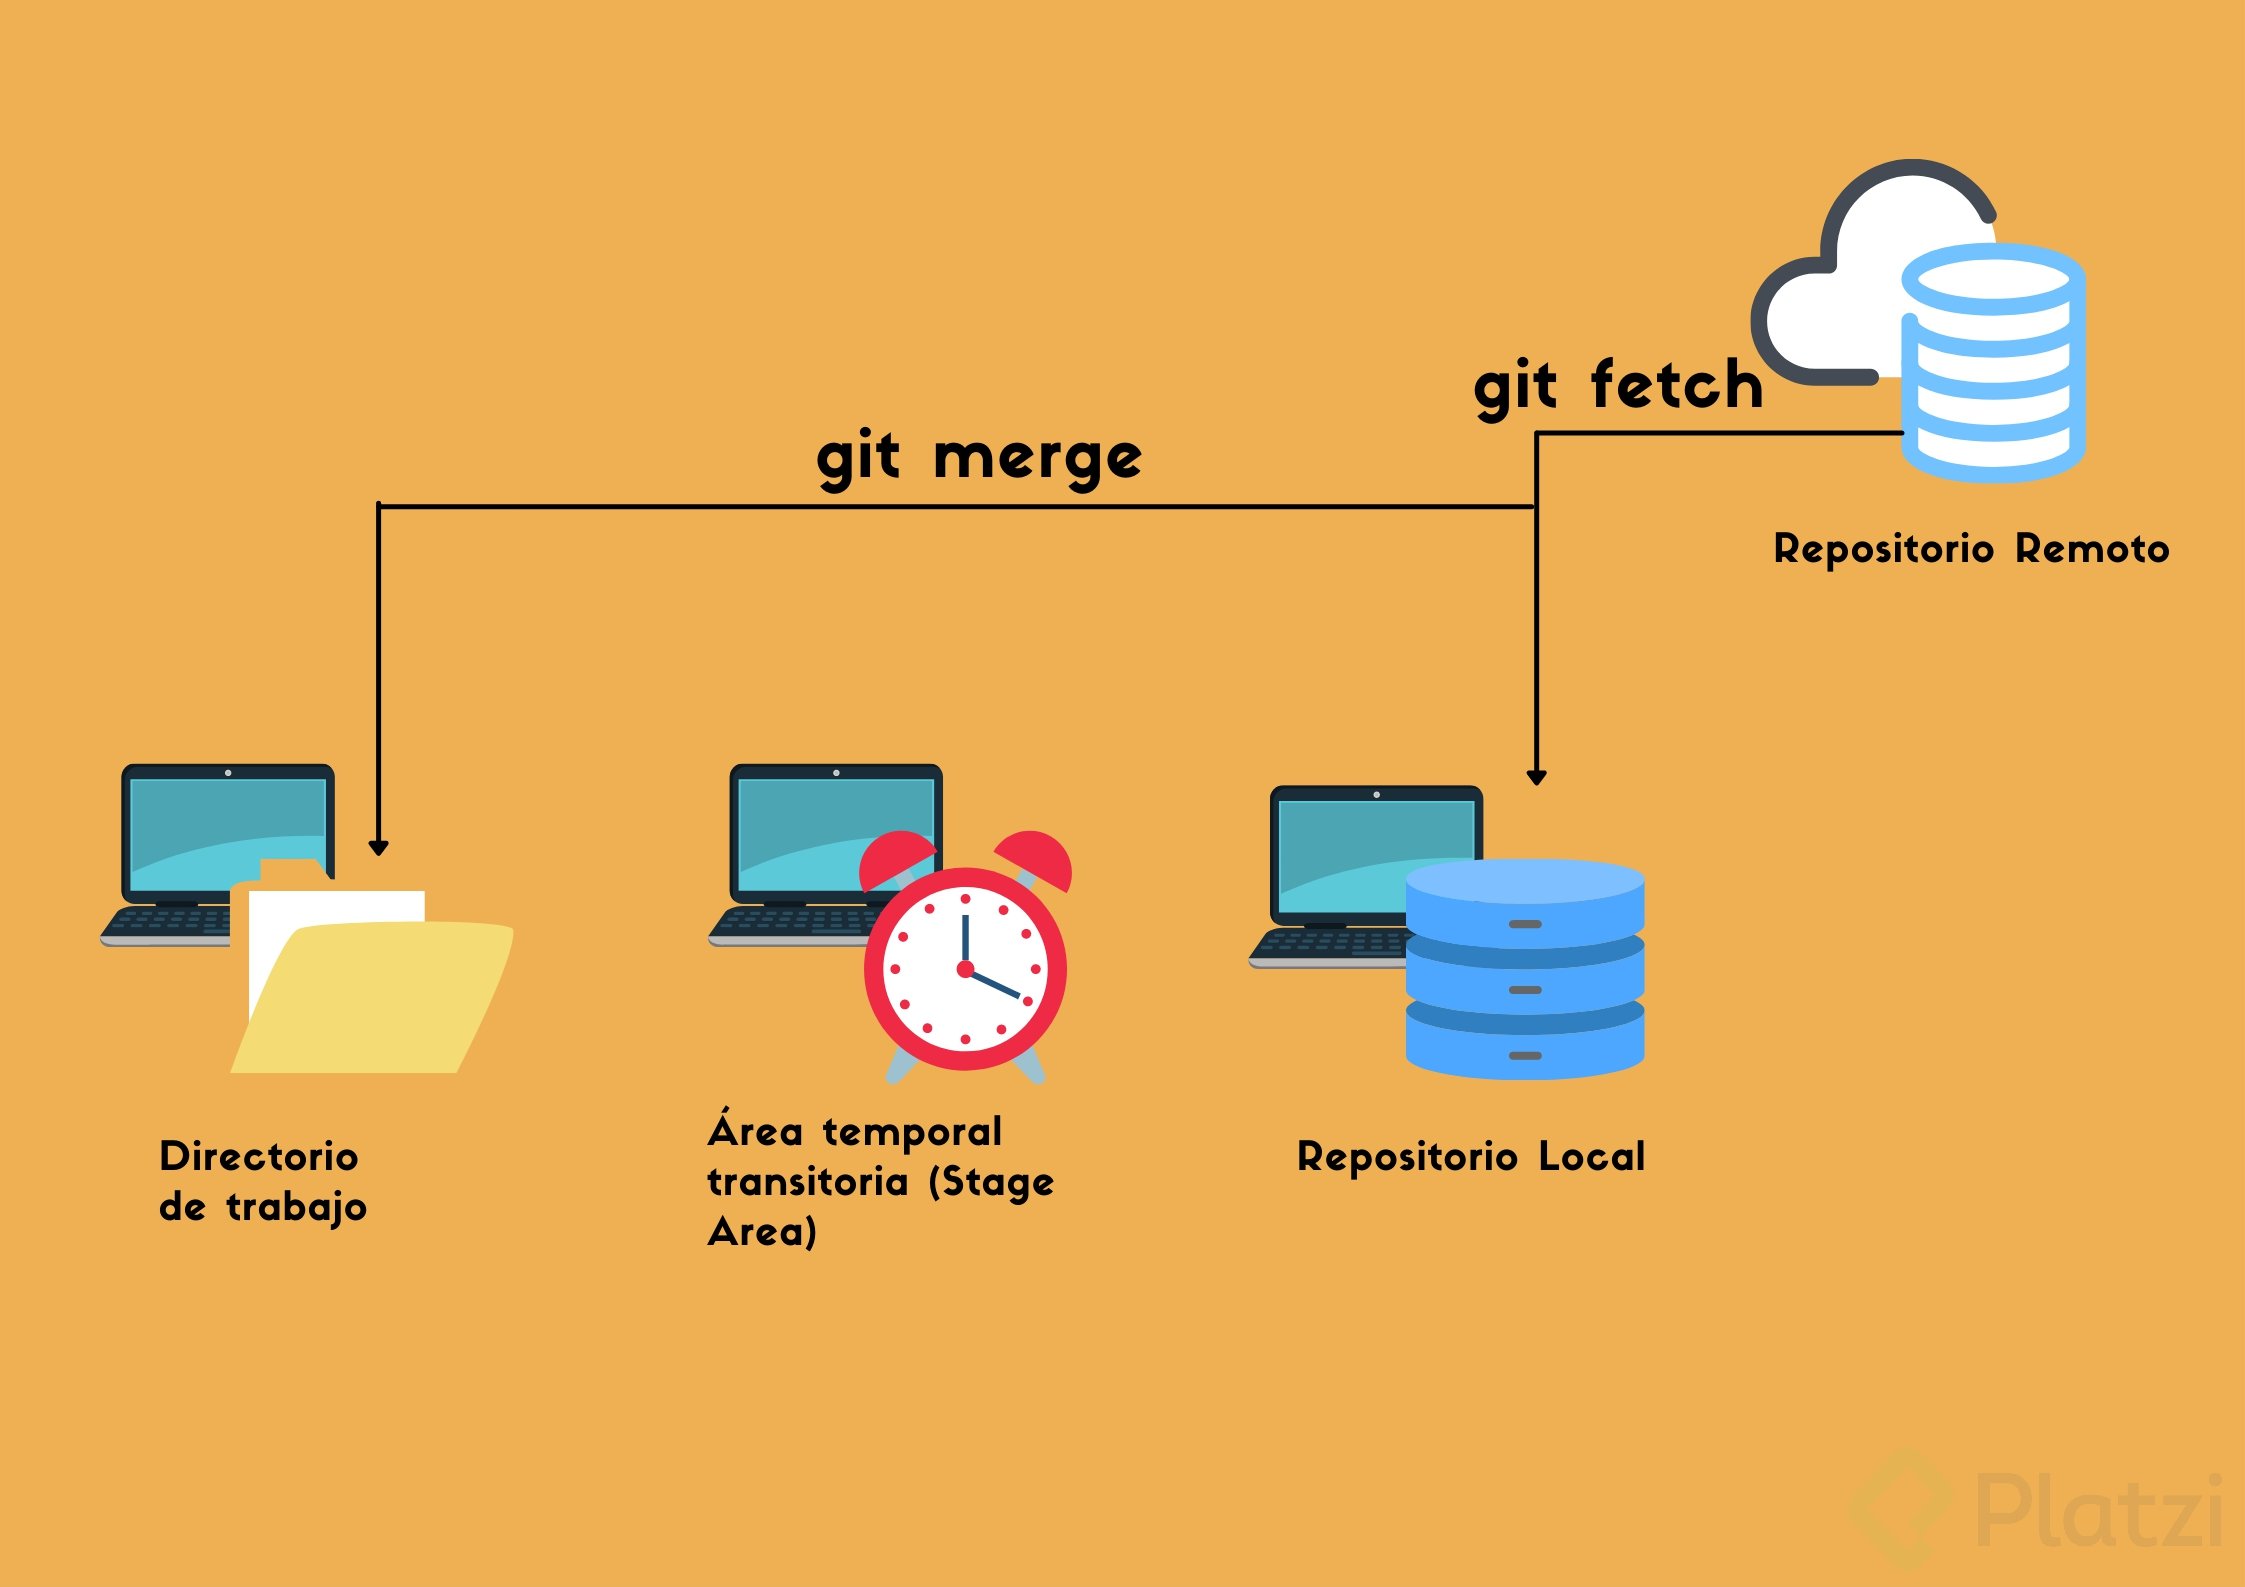 git fetch
git merge
Repositorio Remoto
Directorio
de trabajo
Área temporal
transitoria (Stage
Area)
Repositorio Local
Platzi